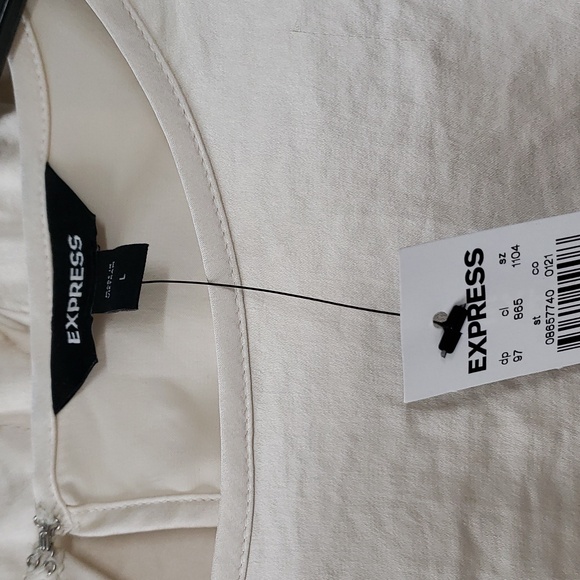 EXPRESS
L
EXPRESS
dp cl sz
97 865 1104
st co
08657740 0121